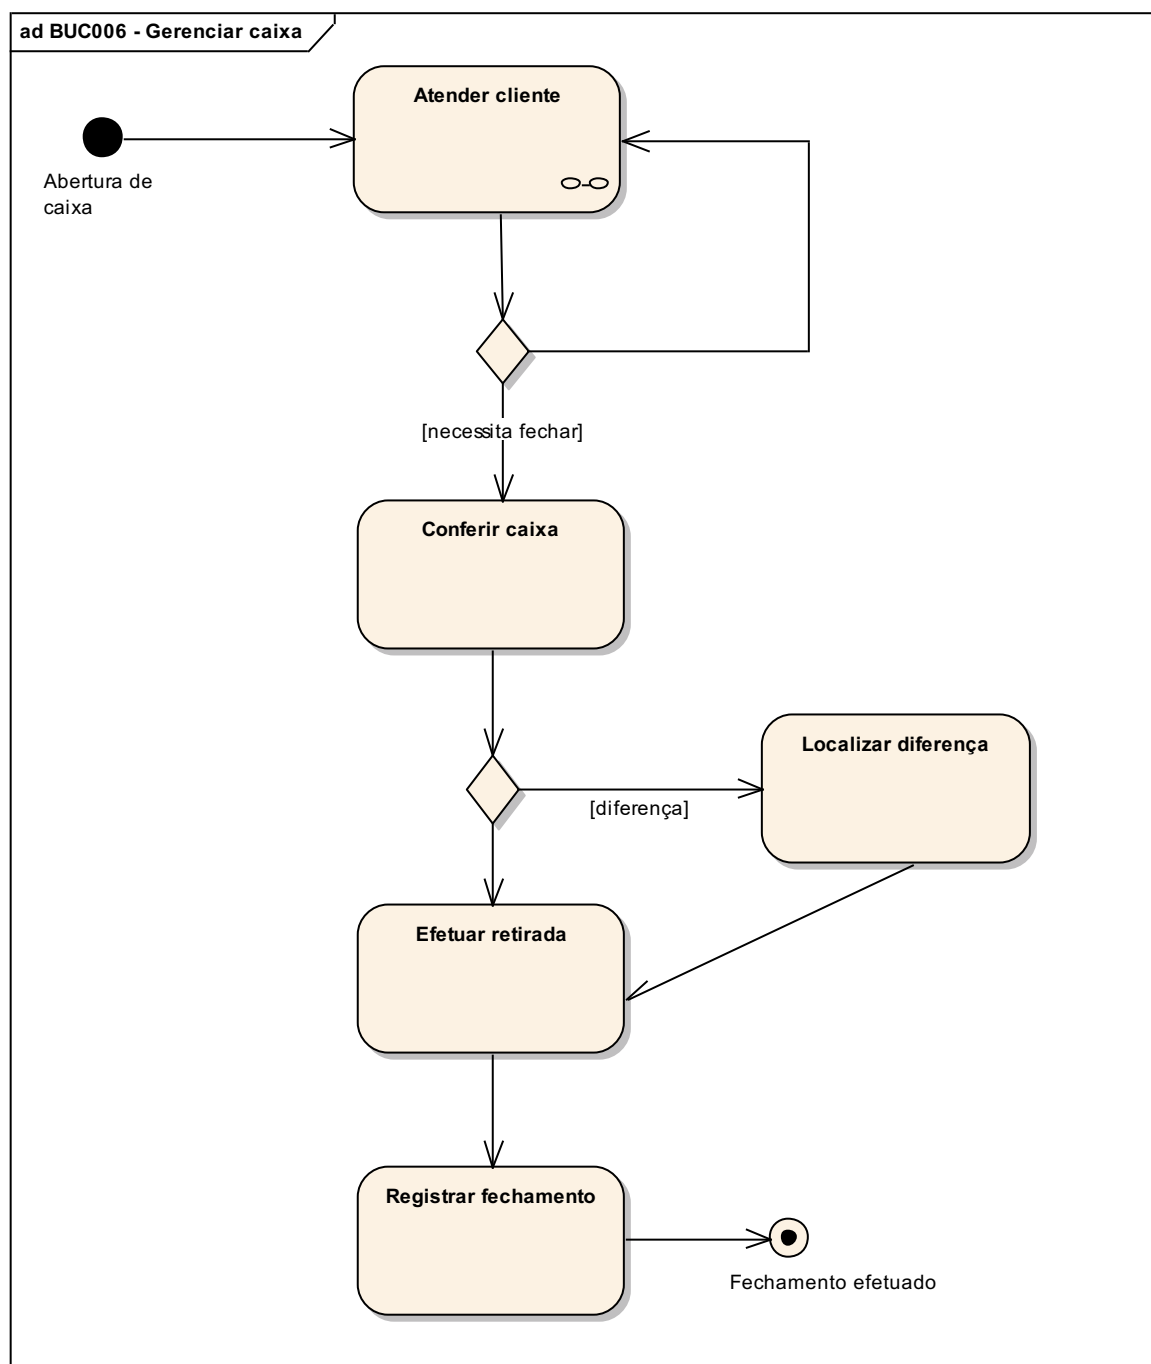 ad BUC006 - Gerenciar caixa
Atender cliente
Abertura de
caixa
[necessita fechar]
Conferir caixa
Localizar diferença
[diferença]
Efetuar retirada
Registrar fechamento
Fechamento efetuado